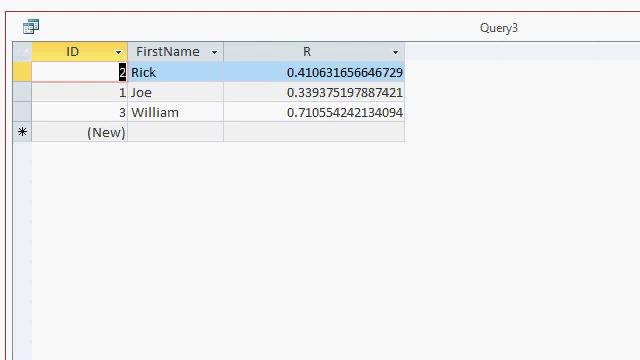 Query3
ID FirstName R
2 Rick 0.410631656646729
1 Joe 0.339375197887421
3 William 0.710554242134094
* (New)